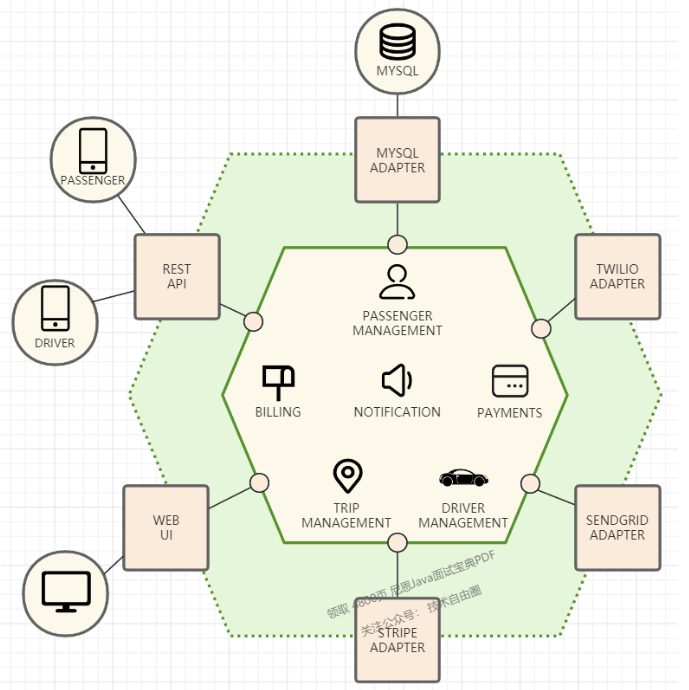 MYSQL
MYSQL
ADAPTER
PASSENGER
REST
API
TWILIO
ADAPTER
DRIVER
PASSENGER
MANAGEMENT
BILLING
NOTIFICATION
PAYMENTS
TRIP
MANAGEMENT
DRIVER
MANAGEMENT
WEB
UI
SENDGRID
ADAPTER
领取 4800页 尼恩Java面试宝典PDF
关注公众号： 技术自由圈
STRIPE
ADAPTER